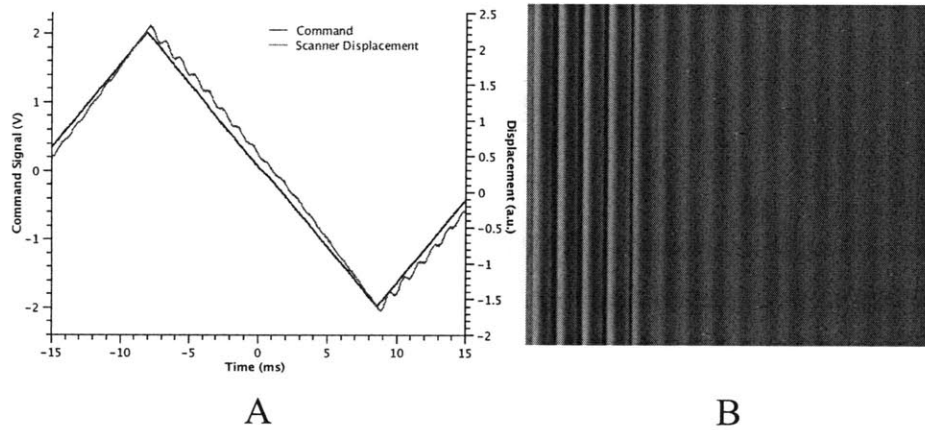 Command
Scanner Displacement
Command Signal (V)
2
1
0
-1
-2
2.5
2
1.5
1
0.5
0
-0.5
-1
-1.5
-2
Displacement (a.u.)
-15 -10 -5 0 5 10 15
Time (ms)
A B